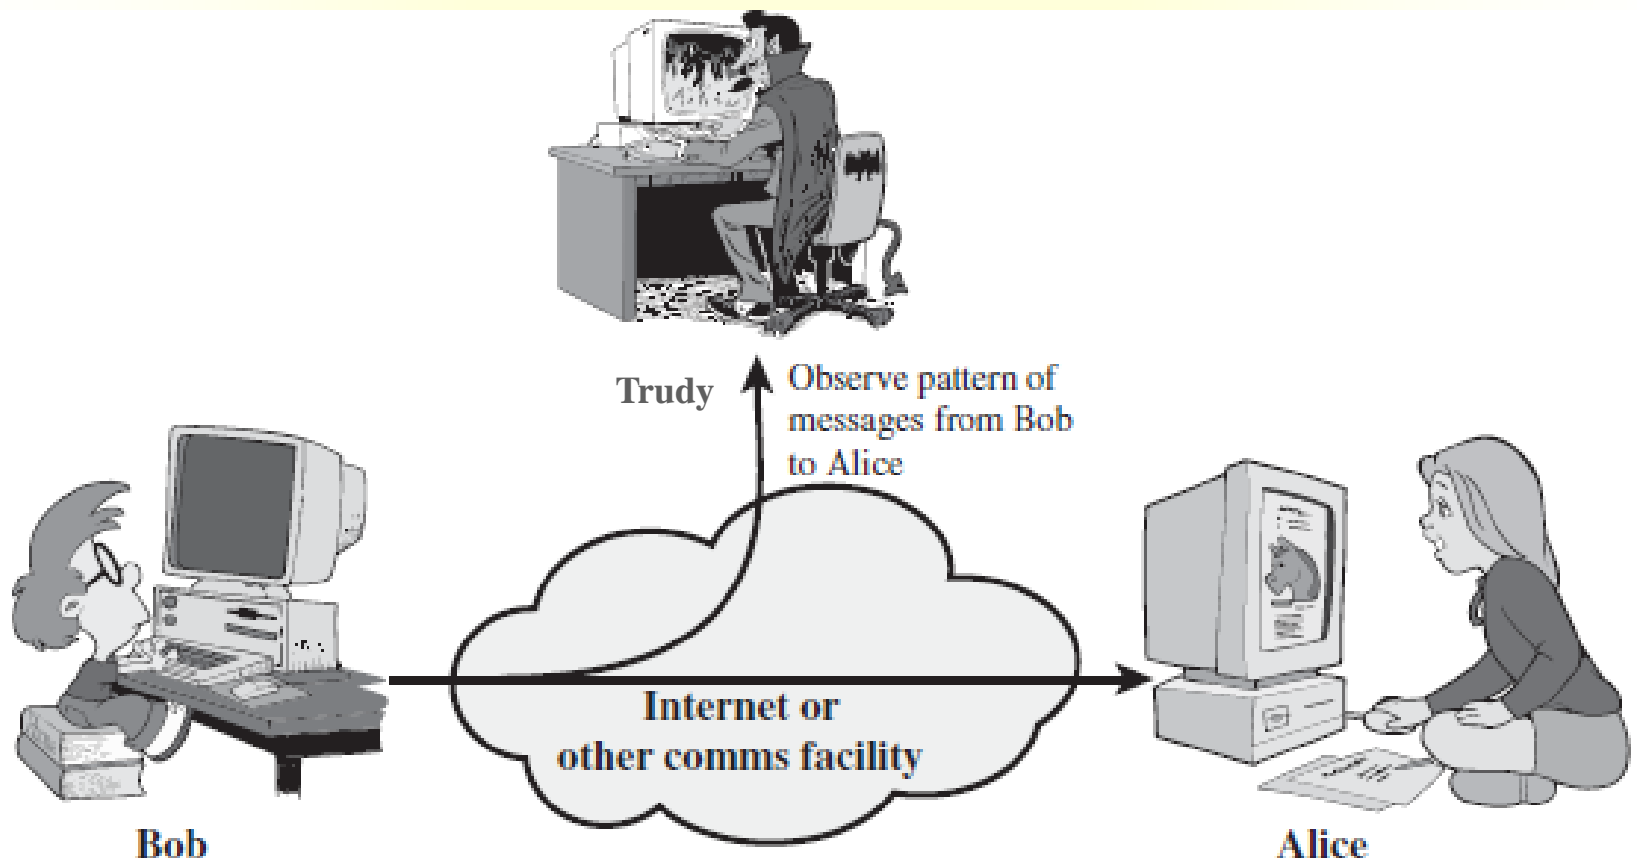 Trudy
Observe pattern of
messages from Bob
to Alice
Internet or
other comms facility
Bob
Alice